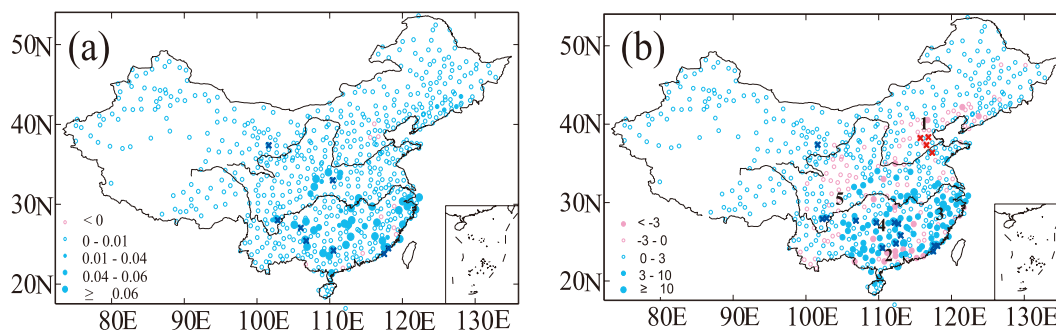 (a)
50N
40N
30N
20N
< 0
0 - 0.01
0.01 - 0.04
0.04 - 0.06
≥ 0.06
80E 90E 100E 110E 120E 130E
(b)
50N
40N
30N
20N
1
5
3
4
2
< -3
-3 - 0
0 - 3
3 - 10
≥ 10
80E 90E 100E 110E 120E 130E